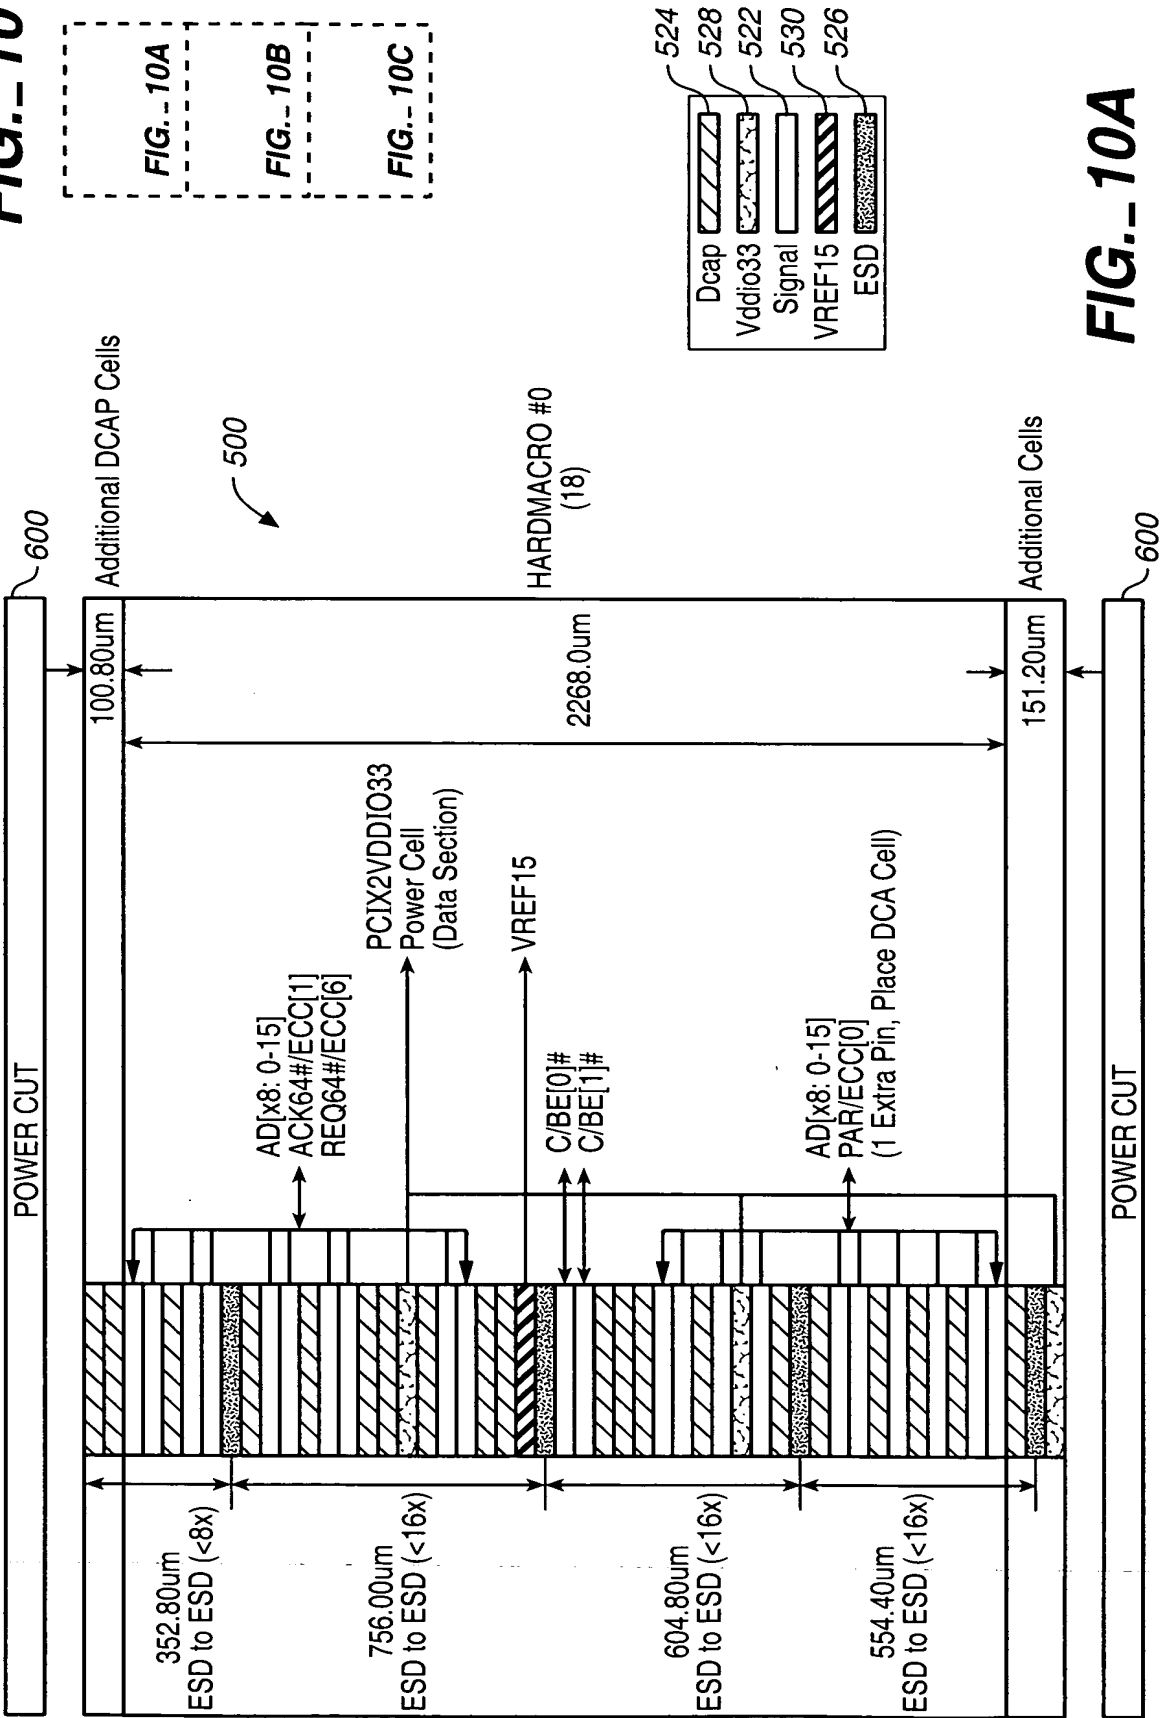 FIG._10
FIG._10A
FIG._10B
FIG._10C
524
528
522
530
526
Dcap
Vddio33
Signal
VREF15
ESD
FIG._10A
600
POWER CUT
Additional DCAP Cells
100.80um
500
HARDMACRO #0
(18)
2268.0um
Additional Cells
151.20um
600
POWER CUT
AD[x8: 0-15]
ACK64#/ECC[1]
REQ64#/ECC[6]
PCIX2VDDIO33
Power Cell
(Data Section)
VREF15
C/BE[0]#
C/BE[1]#
AD[x8: 0-15]
PAR/ECC[0]
(1 Extra Pin, Place DCA Cell)
352.80um
ESD to ESD (<8x)
756.00um
ESD to ESD (<16x)
604.80um
ESD to ESD (<16x)
554.40um
ESD to ESD (<16x)